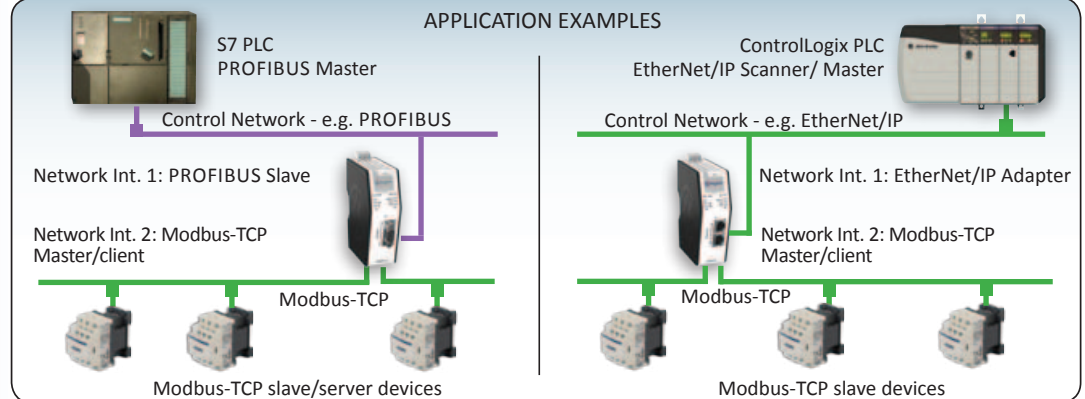 APPLICATION EXAMPLES
S7 PLC
PROFIBUS Master
Control Network - e.g. PROFIBUS
Network Int. 1: PROFIBUS Slave
Network Int. 2: Modbus-TCP
Master/client
Modbus-TCP
Modbus-TCP slave/server devices
ControlLogix PLC
EtherNet/IP Scanner/ Master
Control Network - e.g. EtherNet/IP
Network Int. 1: EtherNet/IP Adapter
Network Int. 2: Modbus-TCP
Master/client
Modbus-TCP
Modbus-TCP slave devices